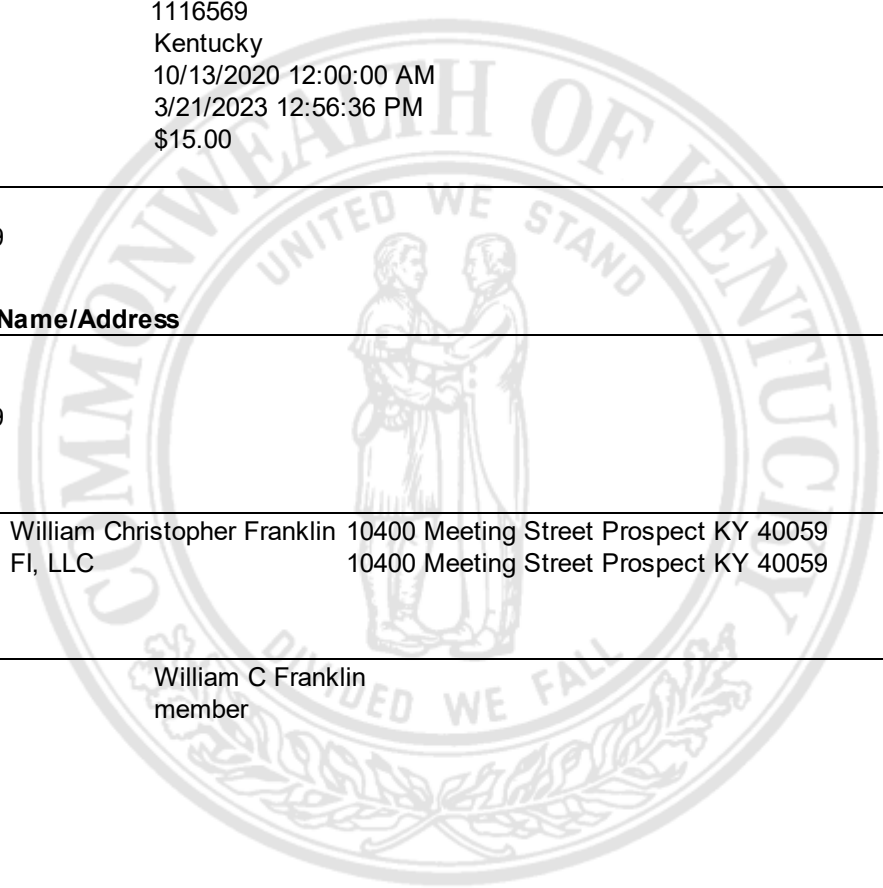 1116569
Kentucky
10/13/2020 12:00:00 AM
3/21/2023 12:56:36 PM
$15.00
9
Name/Address
9
William Christopher Franklin 10400 Meeting Street Prospect KY 40059
FI, LLC 10400 Meeting Street Prospect KY 40059
William C Franklin
member
COMMONWEALTH OF KENTUCKY
UNITED WE STAND
DIVIDED WE FALL